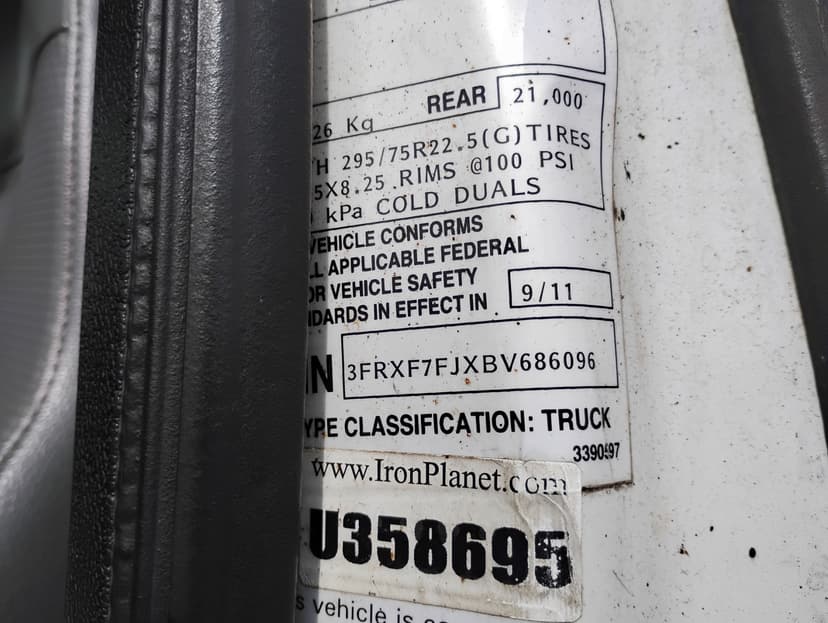 REAR 21,000
26 Kg
H 295/75R22.5(G)TIRES
5X8.25 .RIMS @100 PSI
kPa COLD DUALS
VEHICLE CONFORMS
LL APPLICABLE FEDERAL
OR VEHICLE SAFETY
NDARDS IN EFFECT IN 9/11
IN 3FRXF7FJXBV686096
YPE CLASSIFICATION: TRUCK
www.IronPlanet.com
U358695
s vehicle is